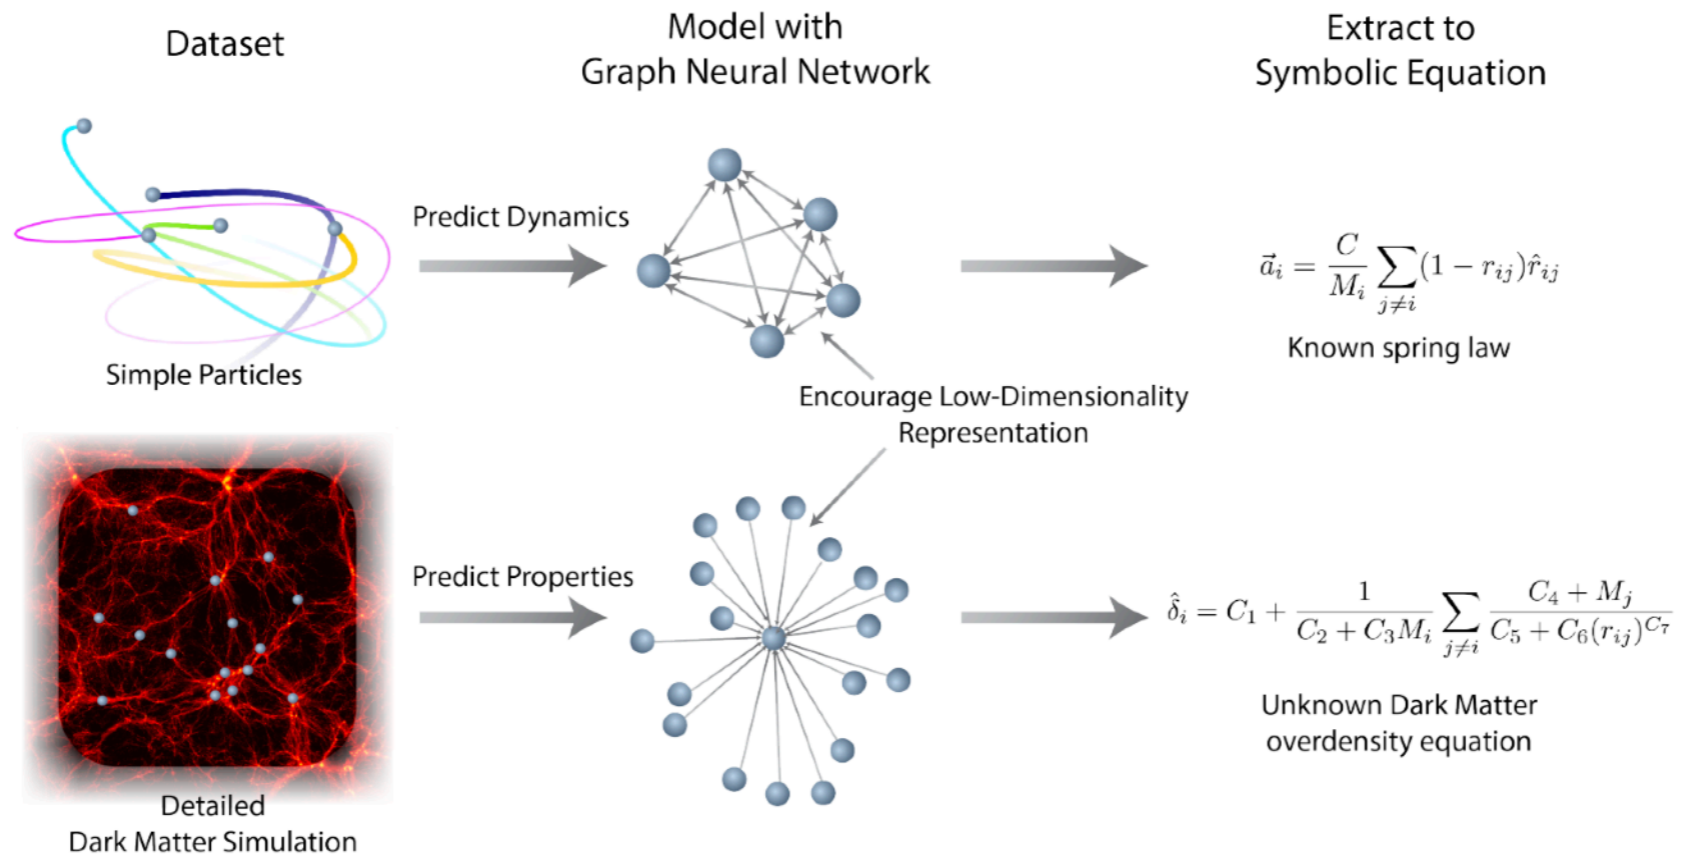 Dataset
Model with
Graph Neural Network
Extract to
Symbolic Equation
Predict Dynamics
$\vec{a}_i = \frac{C}{M_i} \sum_{j \neq i} (1 - r_{ij}) \hat{r}_{ij}$
Known spring law
Simple Particles
Encourage Low-Dimensionality
Representation
Predict Properties
$\hat{\delta}_i = C_1 + \frac{1}{C_2 + C_3 M_i} \sum_{j \neq i} \frac{C_4 + M_j}{C_5 + C_6 (r_{ij})^{C_7}}$
Unknown Dark Matter
overdensity equation
Detailed
Dark Matter Simulation